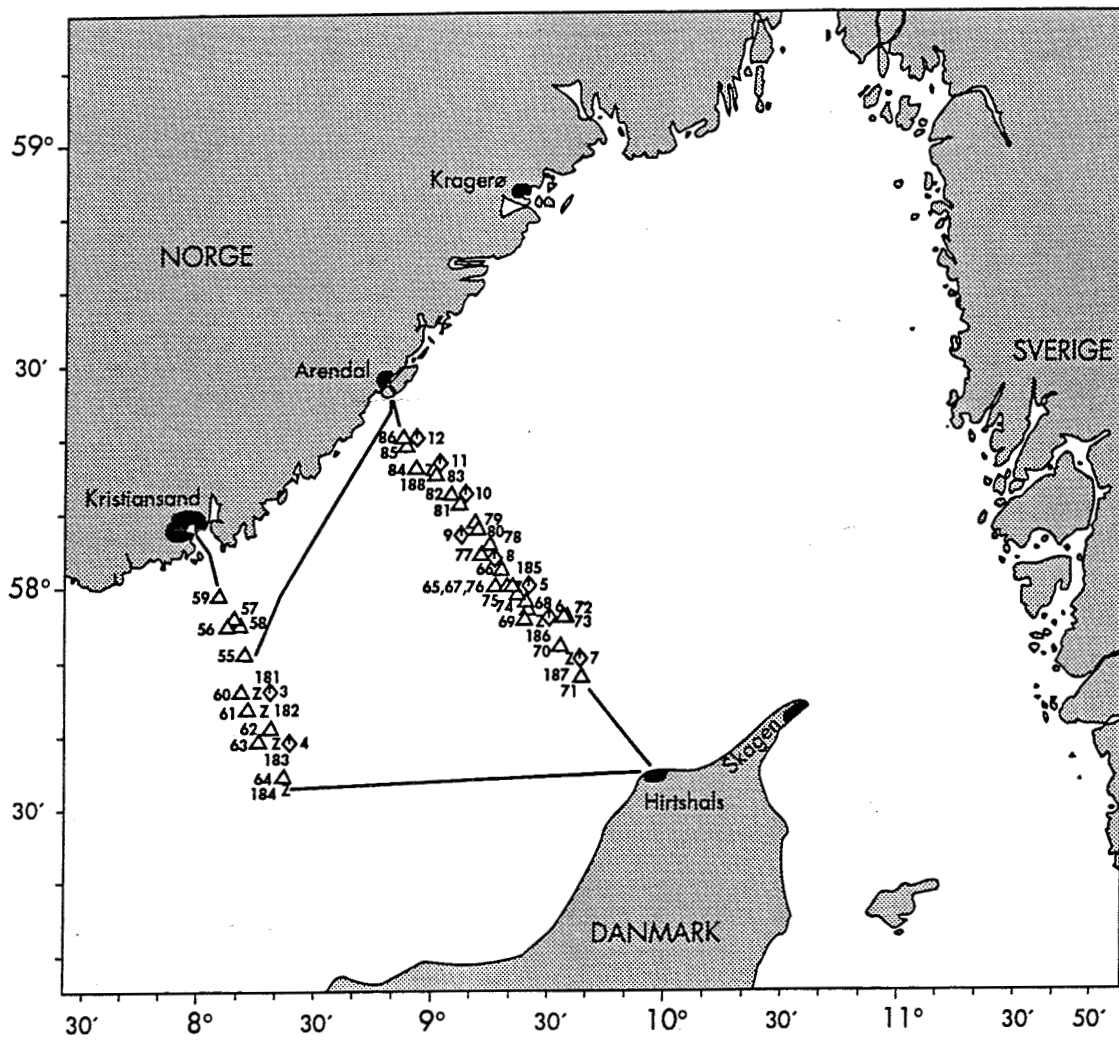 59°
Kragerø
NORGE
30′
Arendal
SVERIGE
86 12
85
11
84 Z 83
188
82 10
81
79
80
9 78
77 8
66 185
65,67,76 Z 5
75
74 68 6 72
69 Z 73
186
70
Z 7
187
71
Kristiansand
58°
59
57
56 58
55
181
60 Z 3
61 Z 182
62
63 Z 4
183
64
184 Z
Skagen
Hirtshals
30′
DANMARK
30′ 8° 30′ 9° 30′ 10° 30′ 11° 30′ 50′